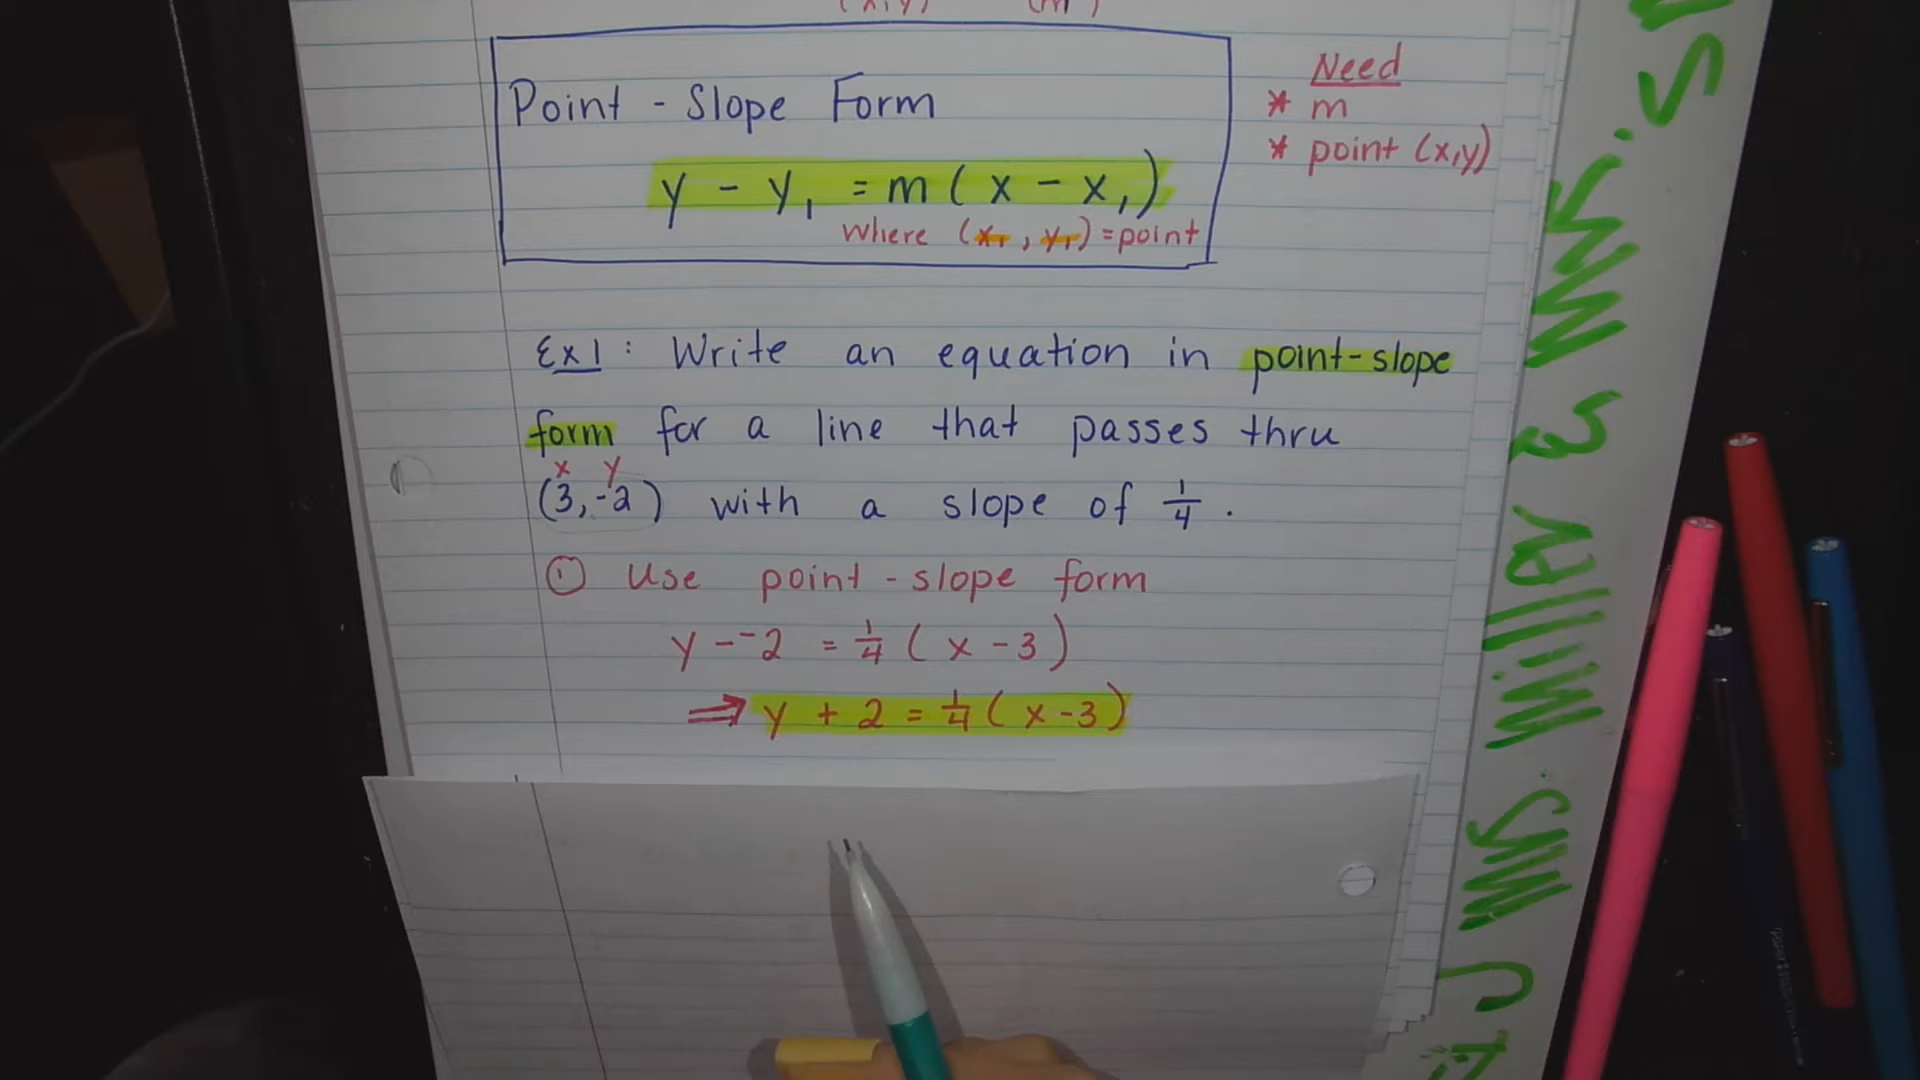 (x,y) (m)
Point - Slope Form
y - y₁ = m(x - x₁)
where (x₁, y₁) = point
Need
* m
* point (x,y)
Ex1: Write an equation in point-slope
form for a line that passes thru
x y
(3,-2) with a slope of 1/4.
① Use point-slope form
y - -2 = 1/4 (x - 3)
⇒ y + 2 = 1/4 (x - 3)